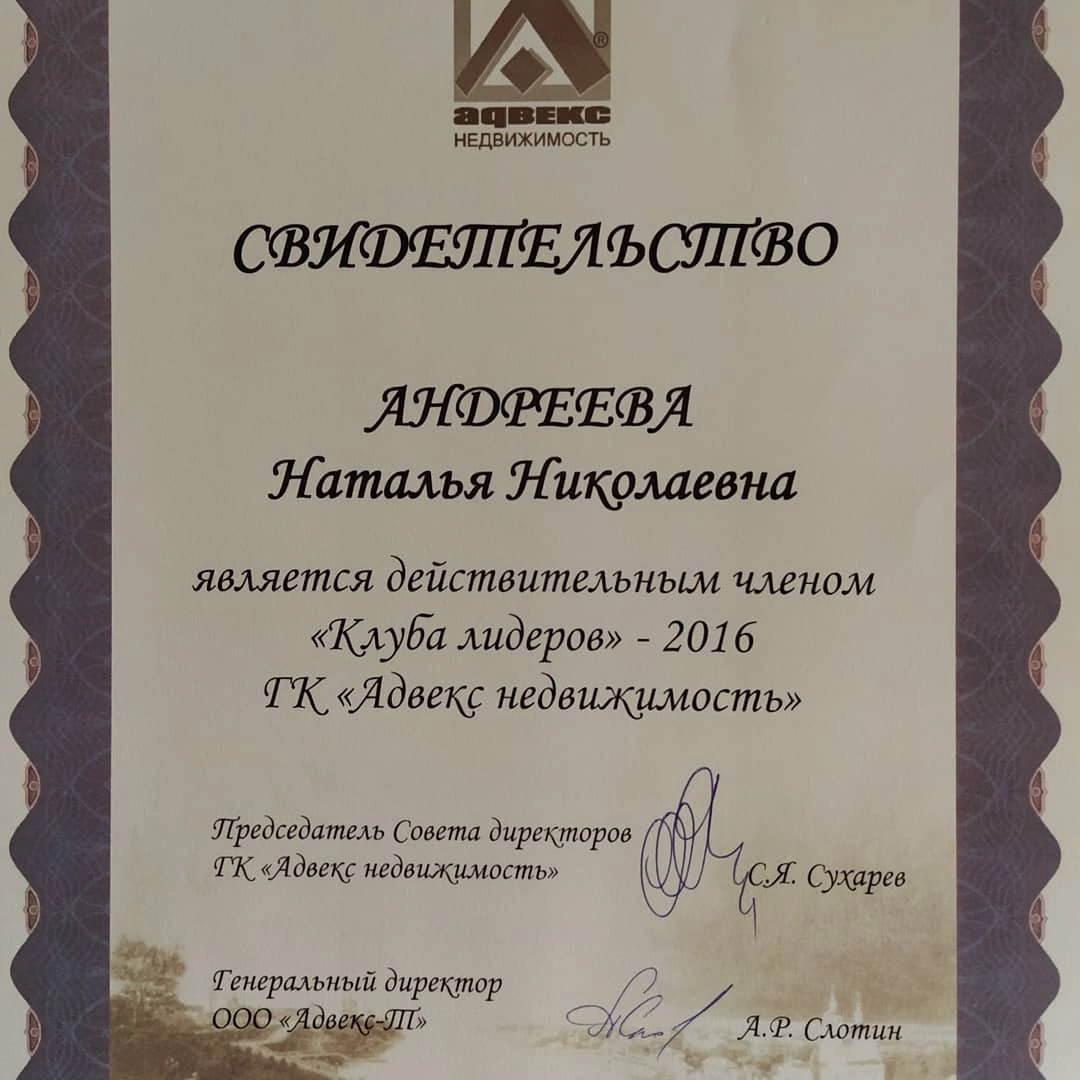 ®
адвекс
НЕДВИЖИМОСТЬ
СВИДЕТЕЛЬСТВО
АНДРЕЕВА
Наталья Николаевна
является действительным членом
«Клуба лидеров» - 2016
ГК «Адвекс недвижимость»
Председатель Совета директоров
ГК «Адвекс недвижимость»
С.Я. Сухарев
Генеральный директор
ООО «Адвекс-Т»
А.Р. Слотин